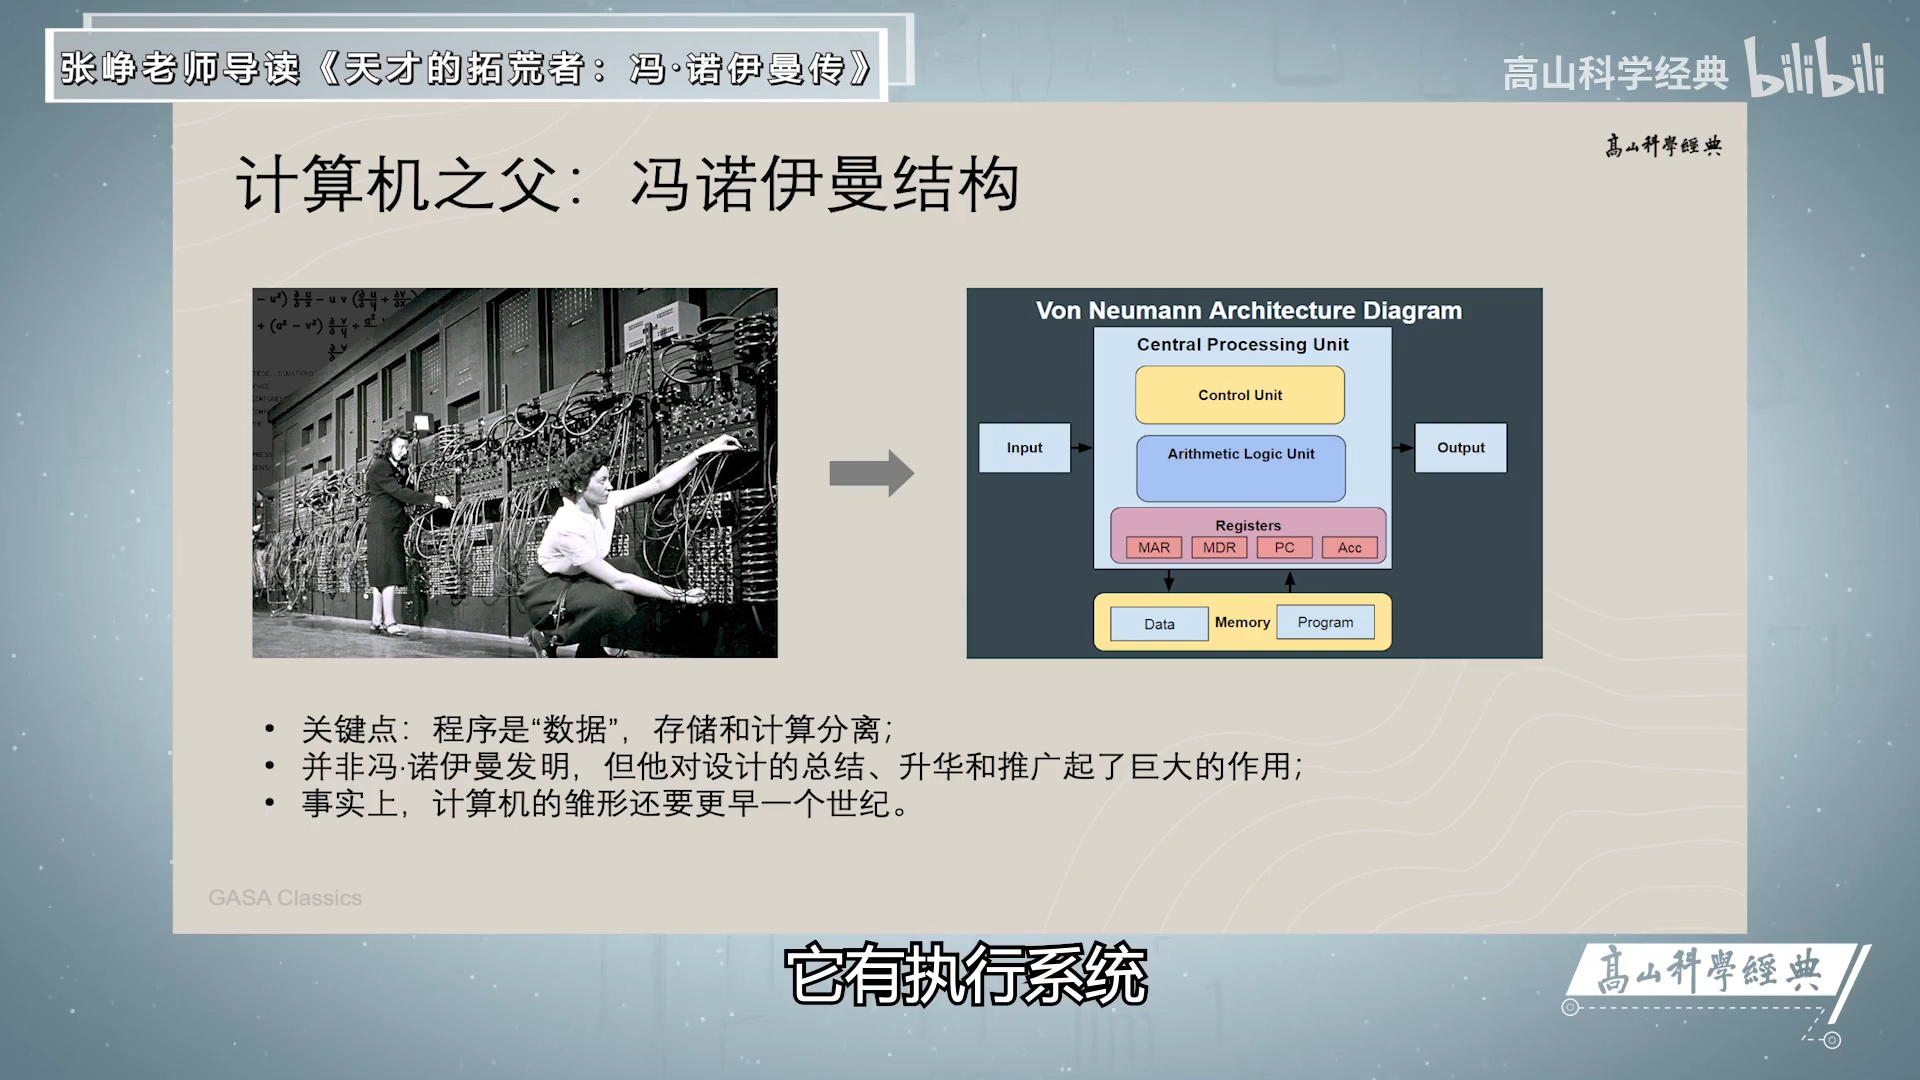 张峥老师导读《天才的拓荒者：冯·诺伊曼传》
高山科学经典 bilibili
高山科學經典
计算机之父：冯诺伊曼结构
Von Neumann Architecture Diagram
Central Processing Unit
Control Unit
Input
Arithmetic Logic Unit
Output
Registers
MAR MDR PC Acc
Data Memory Program
• 关键点：程序是“数据”，存储和计算分离；
• 并非冯·诺伊曼发明，但他对设计的总结、升华和推广起了巨大的作用；
• 事实上，计算机的雏形还要更早一个世纪。
GASA Classics
它有执行系统
高山科學經典